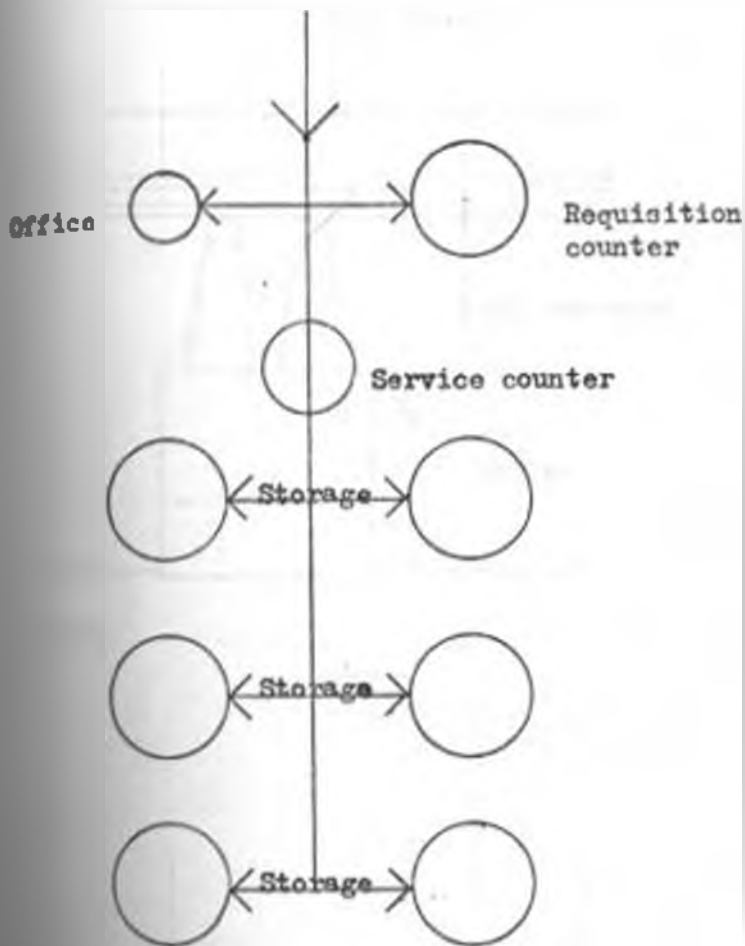 Office
Requisition
counter
Service counter
Storage
Storage
Storage